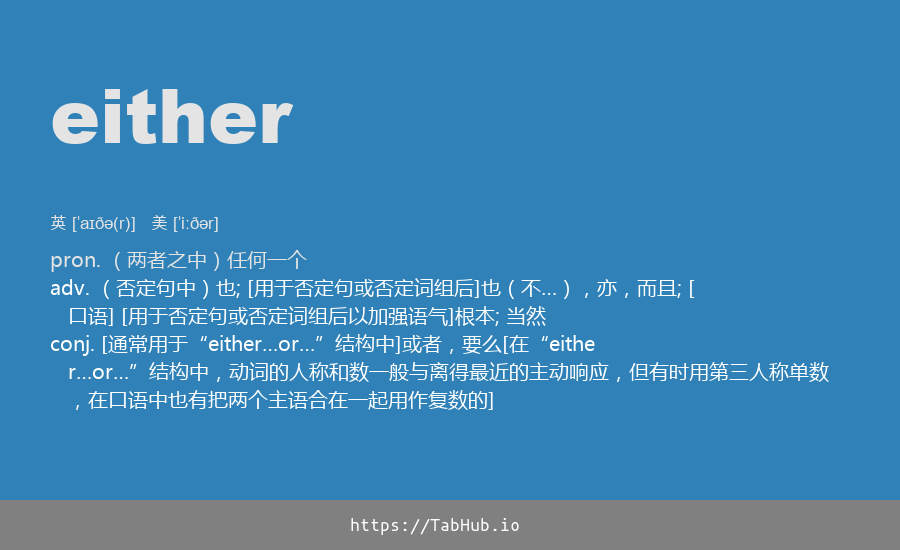 either
英 [ˈaɪðə(r)] 美 [ˈiːðər]
pron. （两者之中）任何一个
adv. （否定句中）也; [用于否定句或否定词组后]也（不…），亦，而且; [
口语] [用于否定句或否定词组后以加强语气]根本; 当然
conj. [通常用于“either…or…”结构中]或者，要么[在“eithe
r…or…”结构中，动词的人称和数一般与离得最近的主动响应，但有时用第三人称单数
，在口语中也有把两个主语合在一起用作复数的]
https://TabHub.io